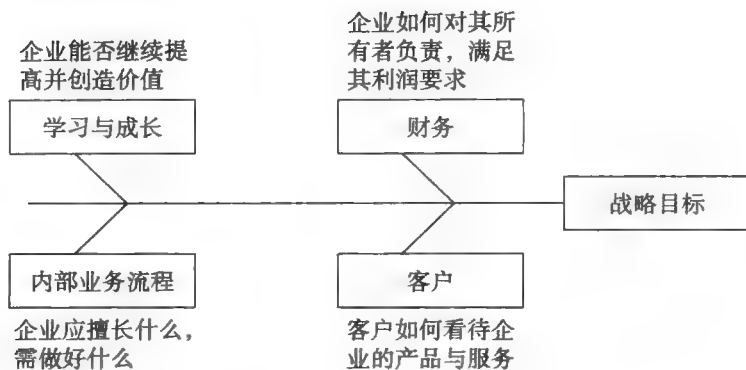 企业能否继续提
高并创造价值
学习与成长
企业如何对其所
有者负责，满足
其利润要求
财务
战略目标
内部业务流程
企业应擅长什么，
需做好什么
客户
客户如何看待企
业的产品与服务